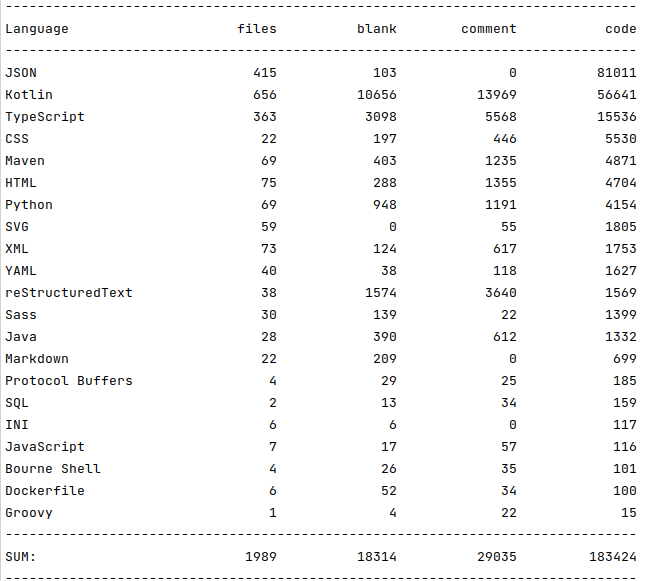 -------------------------------------------------------------------------------
Language                             files          blank        comment           code
-------------------------------------------------------------------------------
JSON                                   415            103              0          81011
Kotlin                                 656          10656          13969          56641
TypeScript                             363           3098           5568          15536
CSS                                     22            197            446           5530
Maven                                   69            403           1235           4871
HTML                                    75            288           1355           4704
Python                                  69            948           1191           4154
SVG                                     59              0             55           1805
XML                                     73            124            617           1753
YAML                                    40             38            118           1627
reStructuredText                        38           1574           3640           1569
Sass                                    30            139             22           1399
Java                                    28            390            612           1332
Markdown                                22            209              0            699
Protocol Buffers                         4             29             25            185
SQL                                      2             13             34            159
INI                                      6              6              0            117
JavaScript                               7             17             57            116
Bourne Shell                             4             26             35            101
Dockerfile                               6             52             34            100
Groovy                                   1              4             22             15
-------------------------------------------------------------------------------
SUM:                                  1989          18314          29035         183424
-------------------------------------------------------------------------------